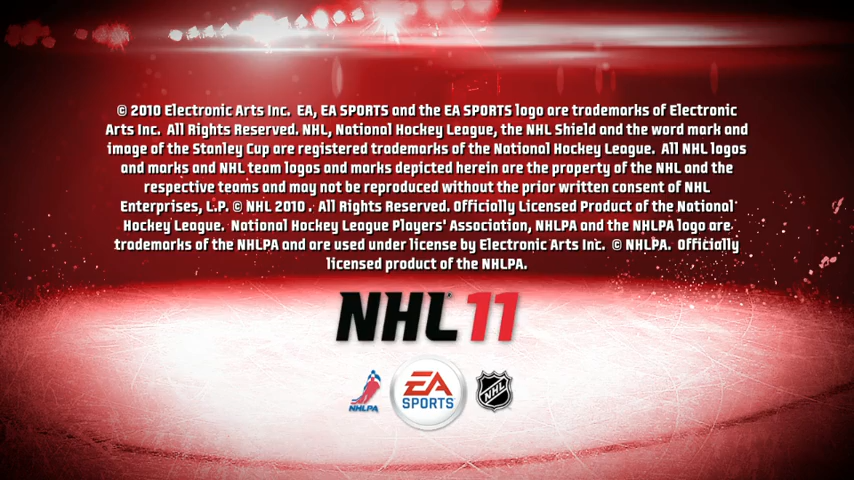 © 2010 Electronic Arts Inc. EA, EA SPORTS and the EA SPORTS logo are trademarks of Electronic
Arts Inc. All Rights Reserved. NHL, National Hockey League, the NHL Shield and the word mark and
image of the Stanley Cup are registered trademarks of the National Hockey League. All NHL logos
and marks and NHL team logos and marks depicted herein are the property of the NHL and the
respective teams and may not be reproduced without the prior written consent of NHL
Enterprises, L.P. © NHL 2010 . All Rights Reserved. Officially Licensed Product of the National
Hockey League. National Hockey League Players' Association, NHLPA and the NHLPA logo are
trademarks of the NHLPA and are used under license by Electronic Arts Inc. © NHLPA. Officially
licensed product of the NHLPA.
NHL 11
NHLPA
EA
SPORTS
NHL